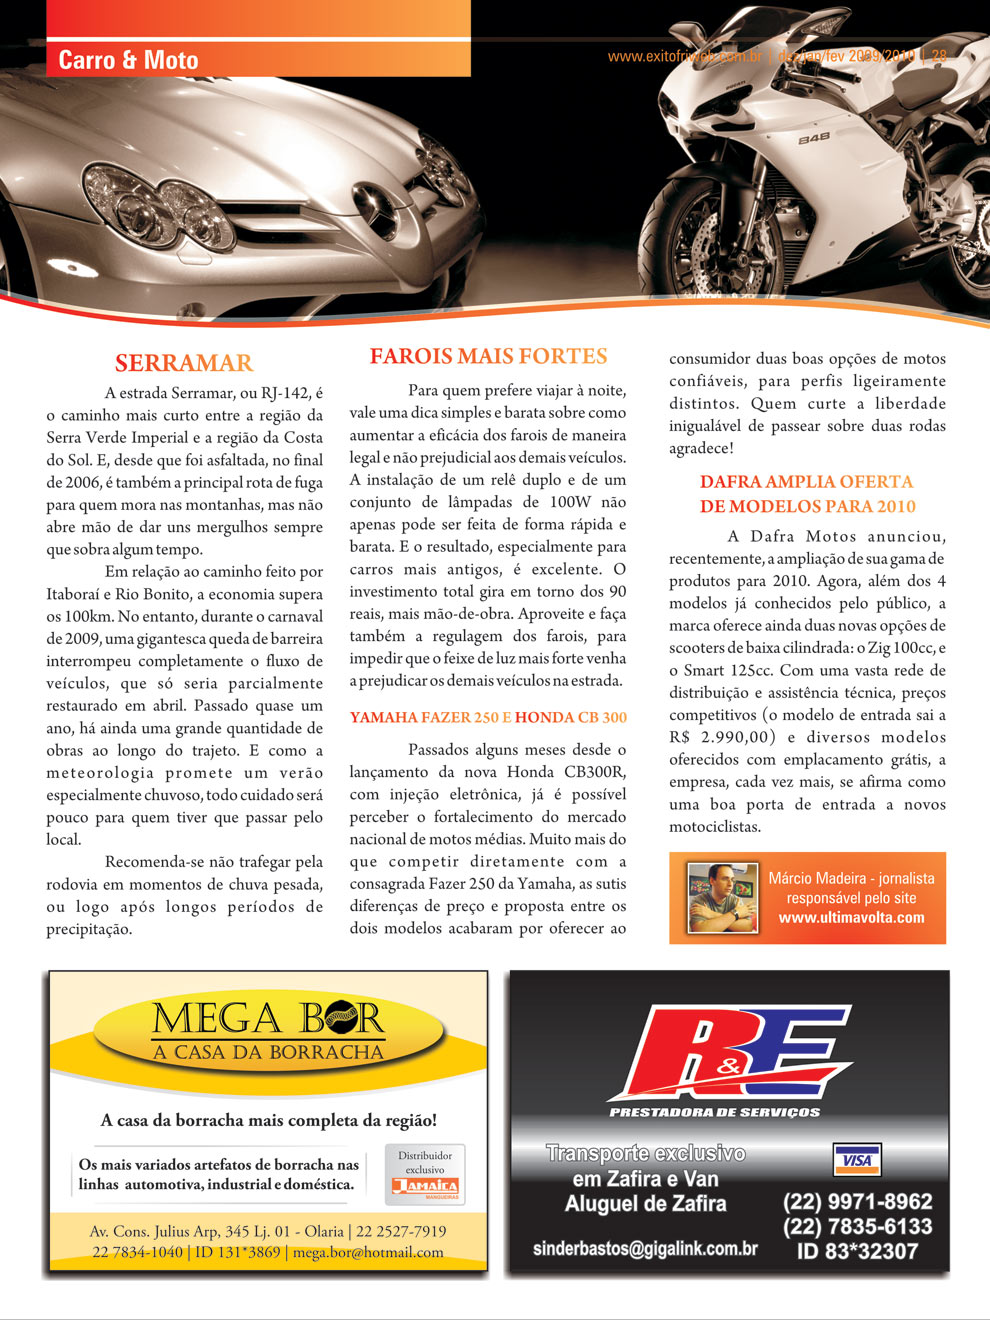 Carro & Moto
www.exitofriweb.com.br | dez/jan/fev 2009/2010 | 28
848
SERRAMAR
A estrada Serramar, ou RJ-142, é
o caminho mais curto entre a região da
Serra Verde Imperial e a região da Costa
do Sol. E, desde que foi asfaltada, no final
de 2006, é também a principal rota de fuga
para quem mora nas montanhas, mas não
abre mão de dar uns mergulhos sempre
que sobra algum tempo.
Em relação ao caminho feito por
Itaboraí e Rio Bonito, a economia supera
os 100km. No entanto, durante o carnaval
de 2009, uma gigantesca queda de barreira
interrompeu completamente o fluxo de
veículos, que só seria parcialmente
restaurado em abril. Passado quase um
ano, há ainda uma grande quantidade de
obras ao longo do trajeto. E como a
meteorologia promete um verão
especialmente chuvoso, todo cuidado será
pouco para quem tiver que passar pelo
local.
Recomenda-se não trafegar pela
rodovia em momentos de chuva pesada,
ou logo após longos períodos de
precipitação.
FAROIS MAIS FORTES
Para quem prefere viajar à noite,
vale uma dica simples e barata sobre como
aumentar a eficácia dos farois de maneira
legal e não prejudicial aos demais veículos.
A instalação de um relê duplo e de um
conjunto de lâmpadas de 100W não
apenas pode ser feita de forma rápida e
barata. E o resultado, especialmente para
carros mais antigos, é excelente. O
investimento total gira em torno dos 90
reais, mais mão-de-obra. Aproveite e faça
também a regulagem dos farois, para
impedir que o feixe de luz mais forte venha
a prejudicar os demais veículos na estrada.
YAMAHA FAZER 250 E HONDA CB 300
Passados alguns meses desde o
lançamento da nova Honda CB300R,
com injeção eletrônica, já é possível
perceber o fortalecimento do mercado
nacional de motos médias. Muito mais do
que competir diretamente com a
consagrada Fazer 250 da Yamaha, as sutis
diferenças de preço e proposta entre os
dois modelos acabaram por oferecer ao
consumidor duas boas opções de motos
confiáveis, para perfis ligeiramente
distintos. Quem curte a liberdade
inigualável de passear sobre duas rodas
agradece!
DAFRA AMPLIA OFERTA
DE MODELOS PARA 2010
A Dafra Motos anunciou,
recentemente, a ampliação de sua gama de
produtos para 2010. Agora, além dos 4
modelos já conhecidos pelo público, a
marca oferece ainda duas novas opções de
scooters de baixa cilindrada: o Zig 100cc, e
o Smart 125cc. Com uma vasta rede de
distribuição e assistência técnica, preços
competitivos (o modelo de entrada sai a
R$ 2.990,00) e diversos modelos
oferecidos com emplacamento grátis, a
empresa, cada vez mais, se afirma como
uma boa porta de entrada a novos
motociclistas.
Márcio Madeira - jornalista
responsável pelo site
www.ultimavolta.com
MEGA BOR
A CASA DA BORRACHA
A casa da borracha mais completa da região!
Os mais variados artefatos de borracha nas
linhas automotiva, industrial e doméstica.
Distribuidor
exclusivo
JAMAICA
MANGUEIRAS
Av. Cons. Julius Arp, 345 Lj. 01 - Olaria | 22 2527-7919
22 7834-1040 | ID 131*3869 | mega.bor@hotmail.com
R&E
PRESTADORA DE SERVIÇOS
Transporte exclusivo
em Zafira e Van
Aluguel de Zafira
sinderbastos@gigalink.com.br
VISA
(22) 9971-8962
(22) 7835-6133
ID 83*32307